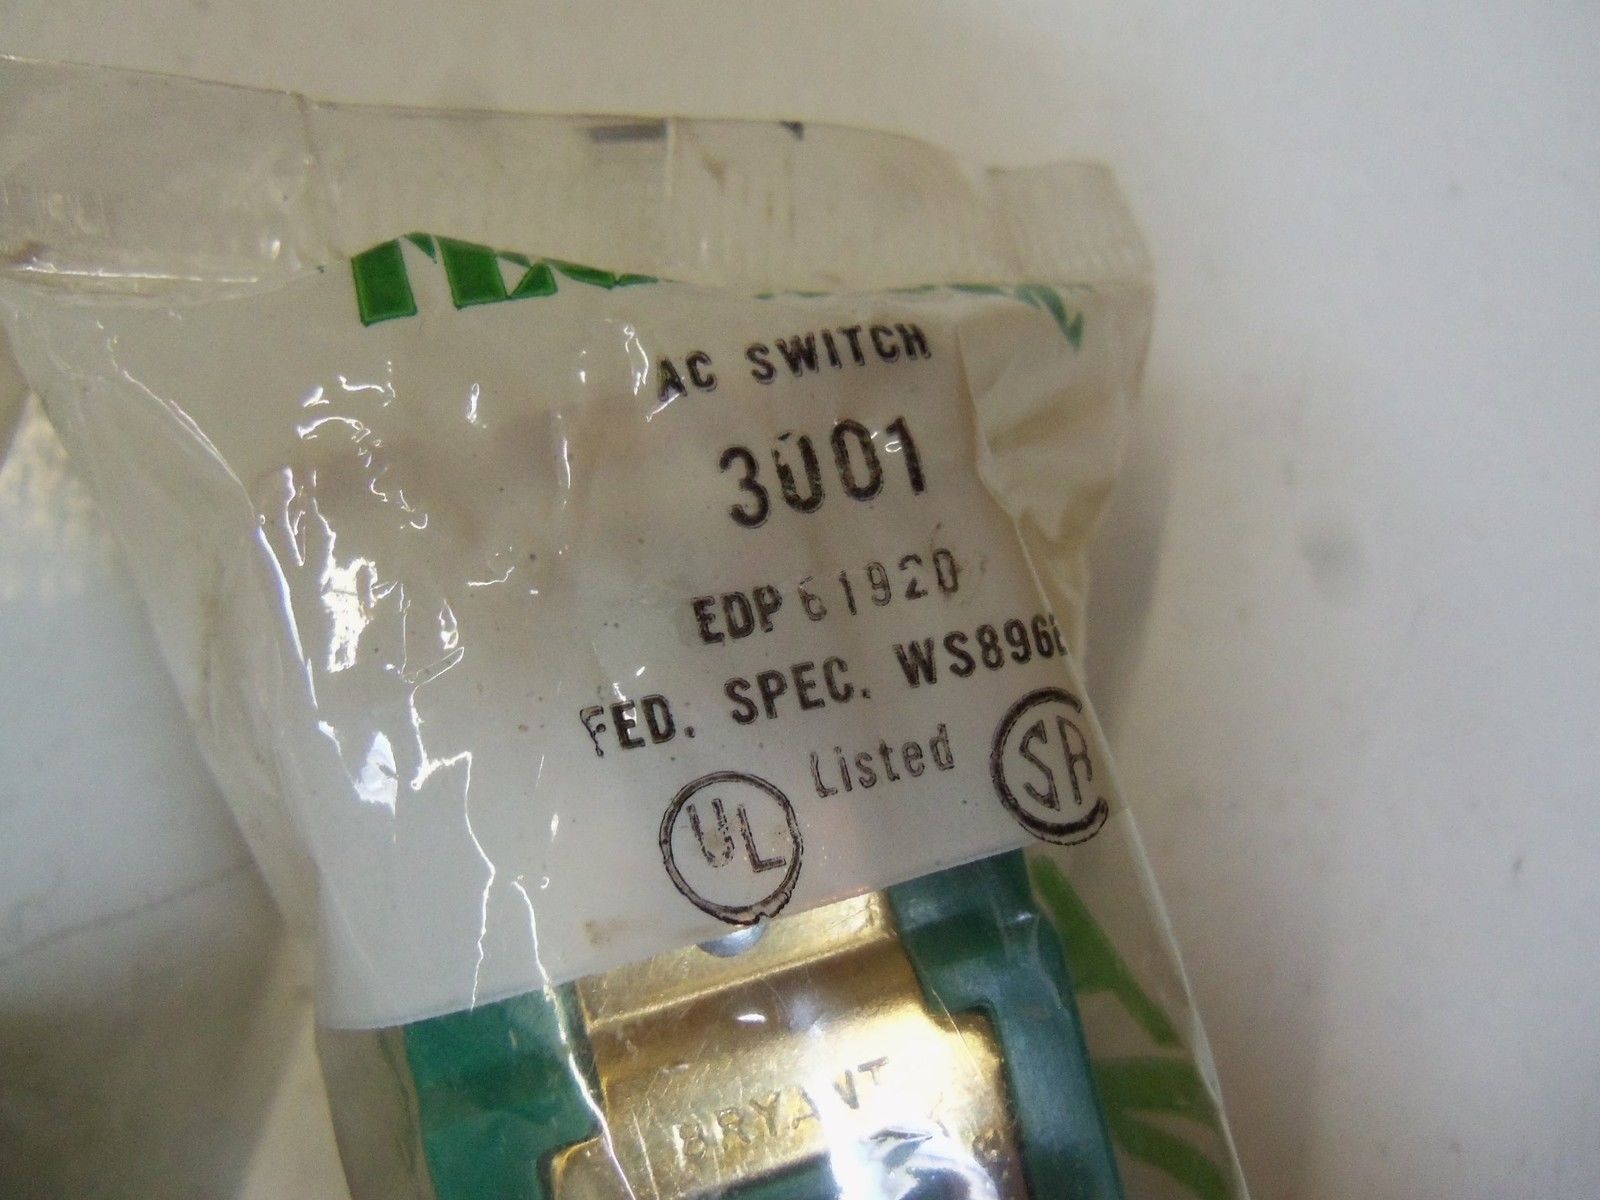 AC SWITCH
3001
EDP 61920
FED. SPEC. WS896E
UL Listed SA
BRYANT